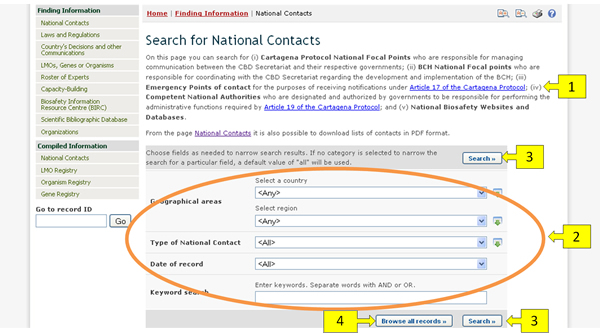 Finding Information
National Contacts
Laws and Regulations
Country's Decisions and other
Communications
LMOs, Genes or Organisms
Roster of Experts
Capacity-Building
Biosafety Information
Resource Centre (BIRC)
Scientific Bibliographic Database
Organizations
Compiled Information
National Contacts
LMO Registry
Organism Registry
Gene Registry
Go to record ID
Go
Home | Finding Information | National Contacts
Search for National Contacts
On this page you can search for (i) Cartagena Protocol National Focal Points who are responsible for managing
communication between the CBD Secretariat and their respective governments; (ii) BCH National Focal points who are
responsible for coordinating with the CBD Secretariat regarding the development and implementation of the BCH; (iii)
Emergency Points of contact for the purposes of receiving notifications under Article 17 of the Cartagena Protocol; (iv)
Competent National Authorities who are designated and authorized by governments to be responsible for performing the
administrative functions required by Article 19 of the Cartagena Protocol; and (v) National Biosafety Websites and
Databases.
From the page National Contacts it is also possible to download lists of contacts in PDF format.
Choose fields as needed to narrow search results. If no category is selected to narrow the
search for a particular field, a default value of "all" will be used.
Search »
Geographical areas
Select a country
<Any>
Select region
<Any>
Type of National Contact
<All>
Date of record
<All>
Keyword search
Enter keywords. Separate words with AND or OR.
Browse all records »
Search »
1
3
2
4
3